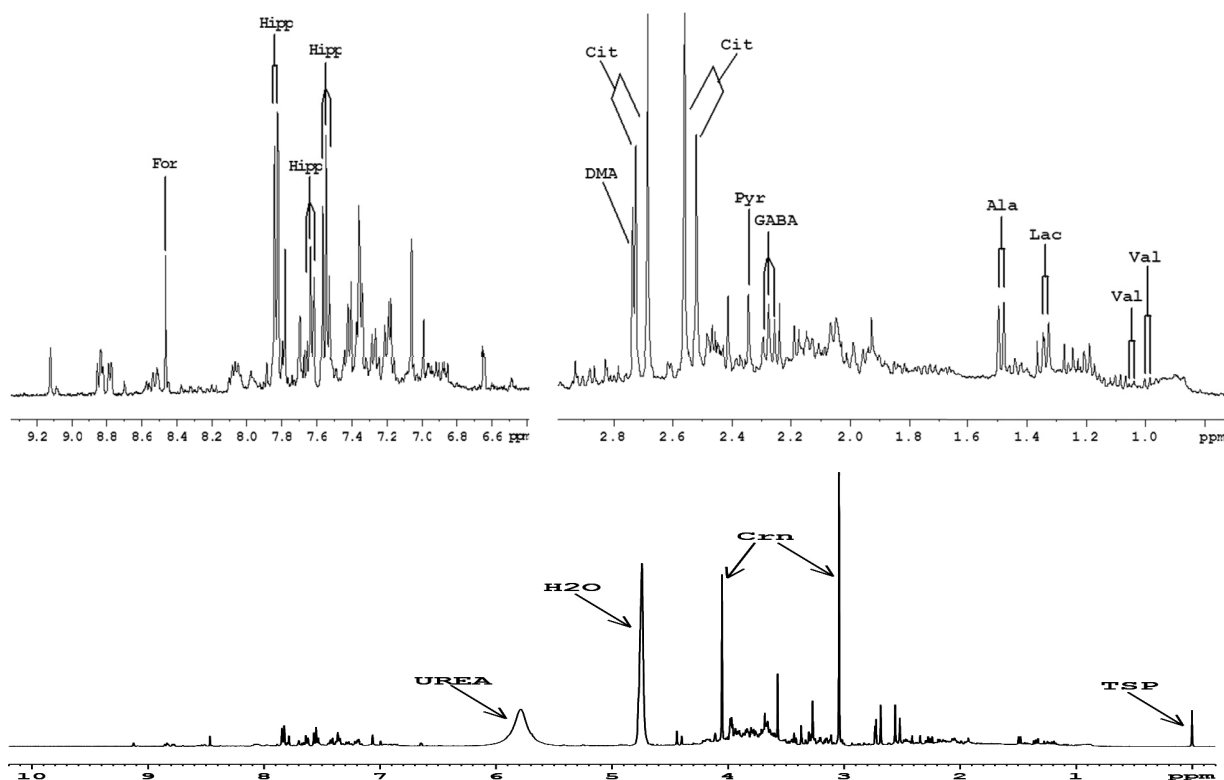 Hipp
Hipp
For
Hipp
9.2 9.0 8.8 8.6 8.4 8.2 8.0 7.8 7.6 7.4 7.2 7.0 6.8 6.6 ppm
Cit
Cit
DMA
Pyr
GABA
Ala
Lac
Val
Val
2.8 2.6 2.4 2.2 2.0 1.8 1.6 1.4 1.2 1.0 ppm
Crn
H2O
UREA
TSP
10 9 8 7 6 5 4 3 2 1 ppm